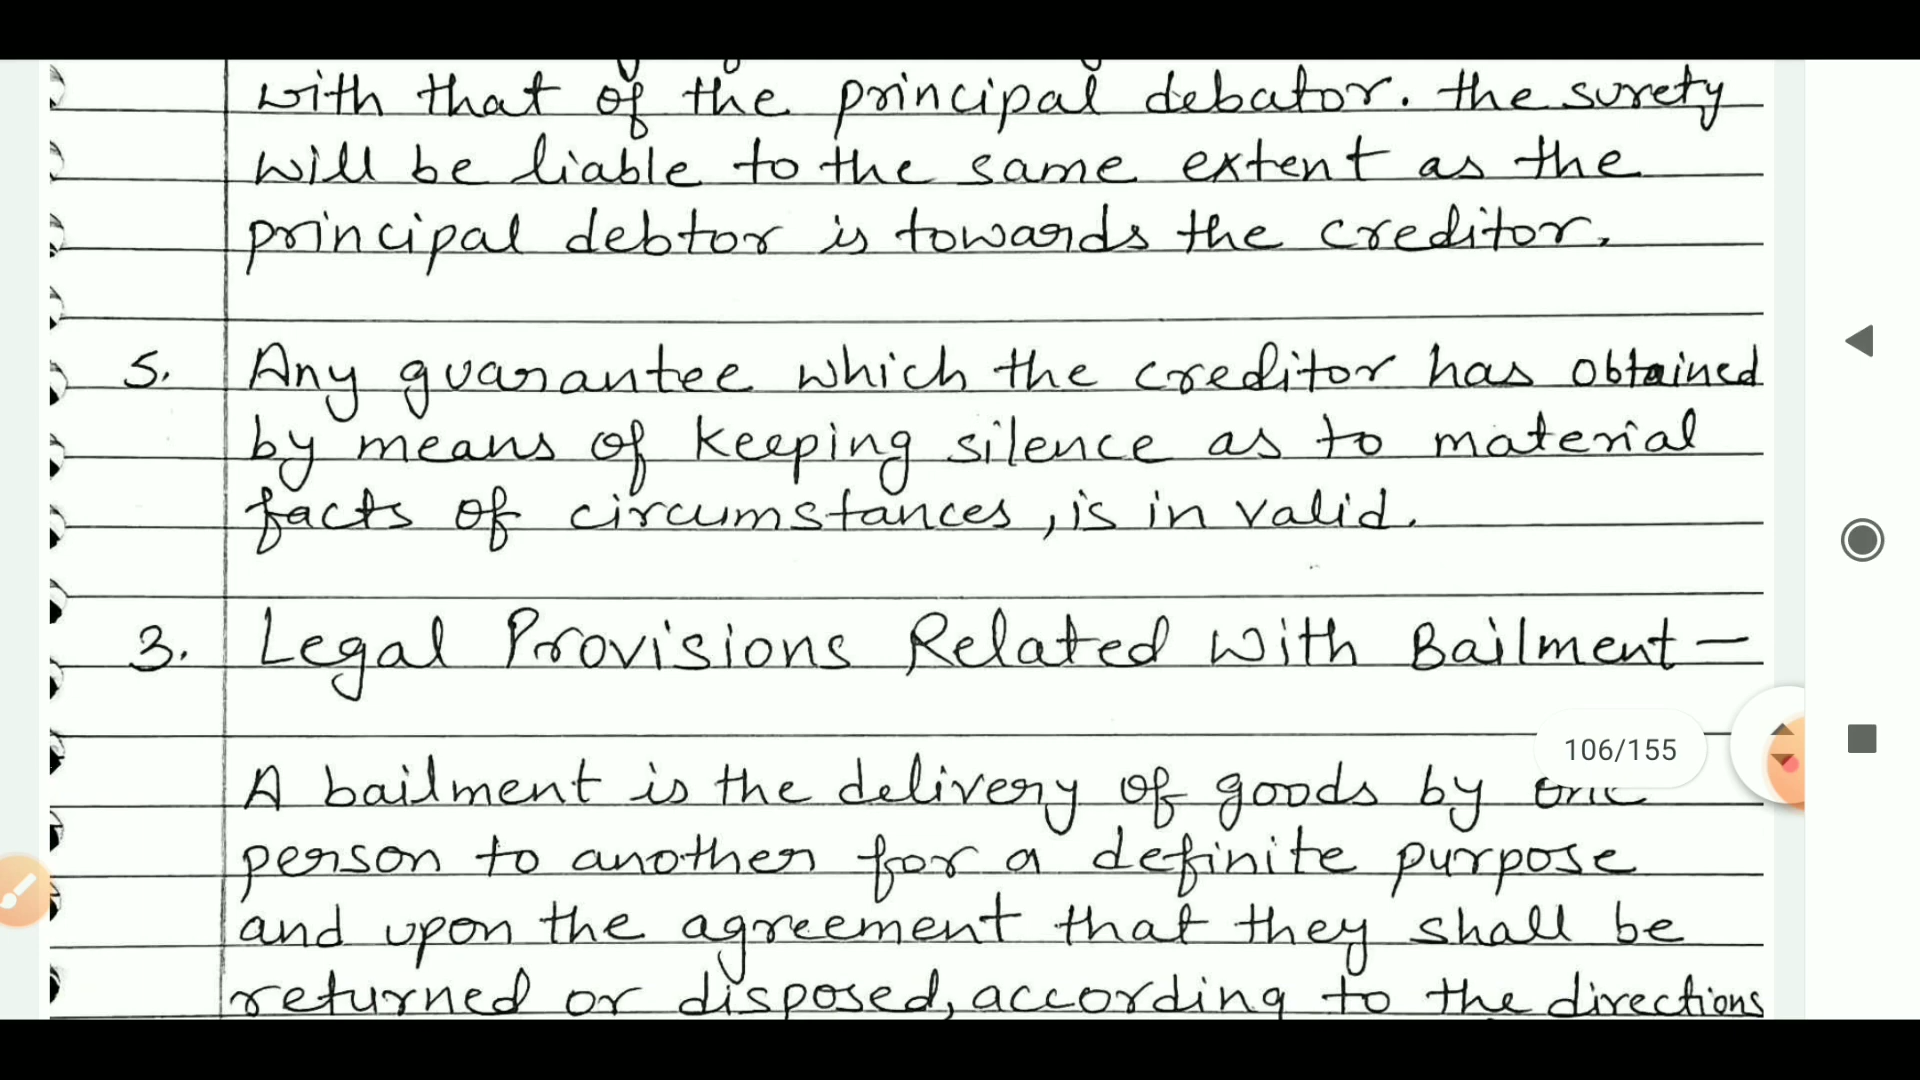 with that of the principal debator. the surety
will be liable to the same extent as the
principal debtor is towards the creditor.
5. Any guarantee which the creditor has obtained
by means of keeping silence as to material
facts of circumstances, is in valid.
3. Legal Provisions Related with Bailment —
106/155
A bailment is the delivery of goods by one
person to another for a definite purpose
and upon the agreement that they shall be
returned or disposed, according to the directions